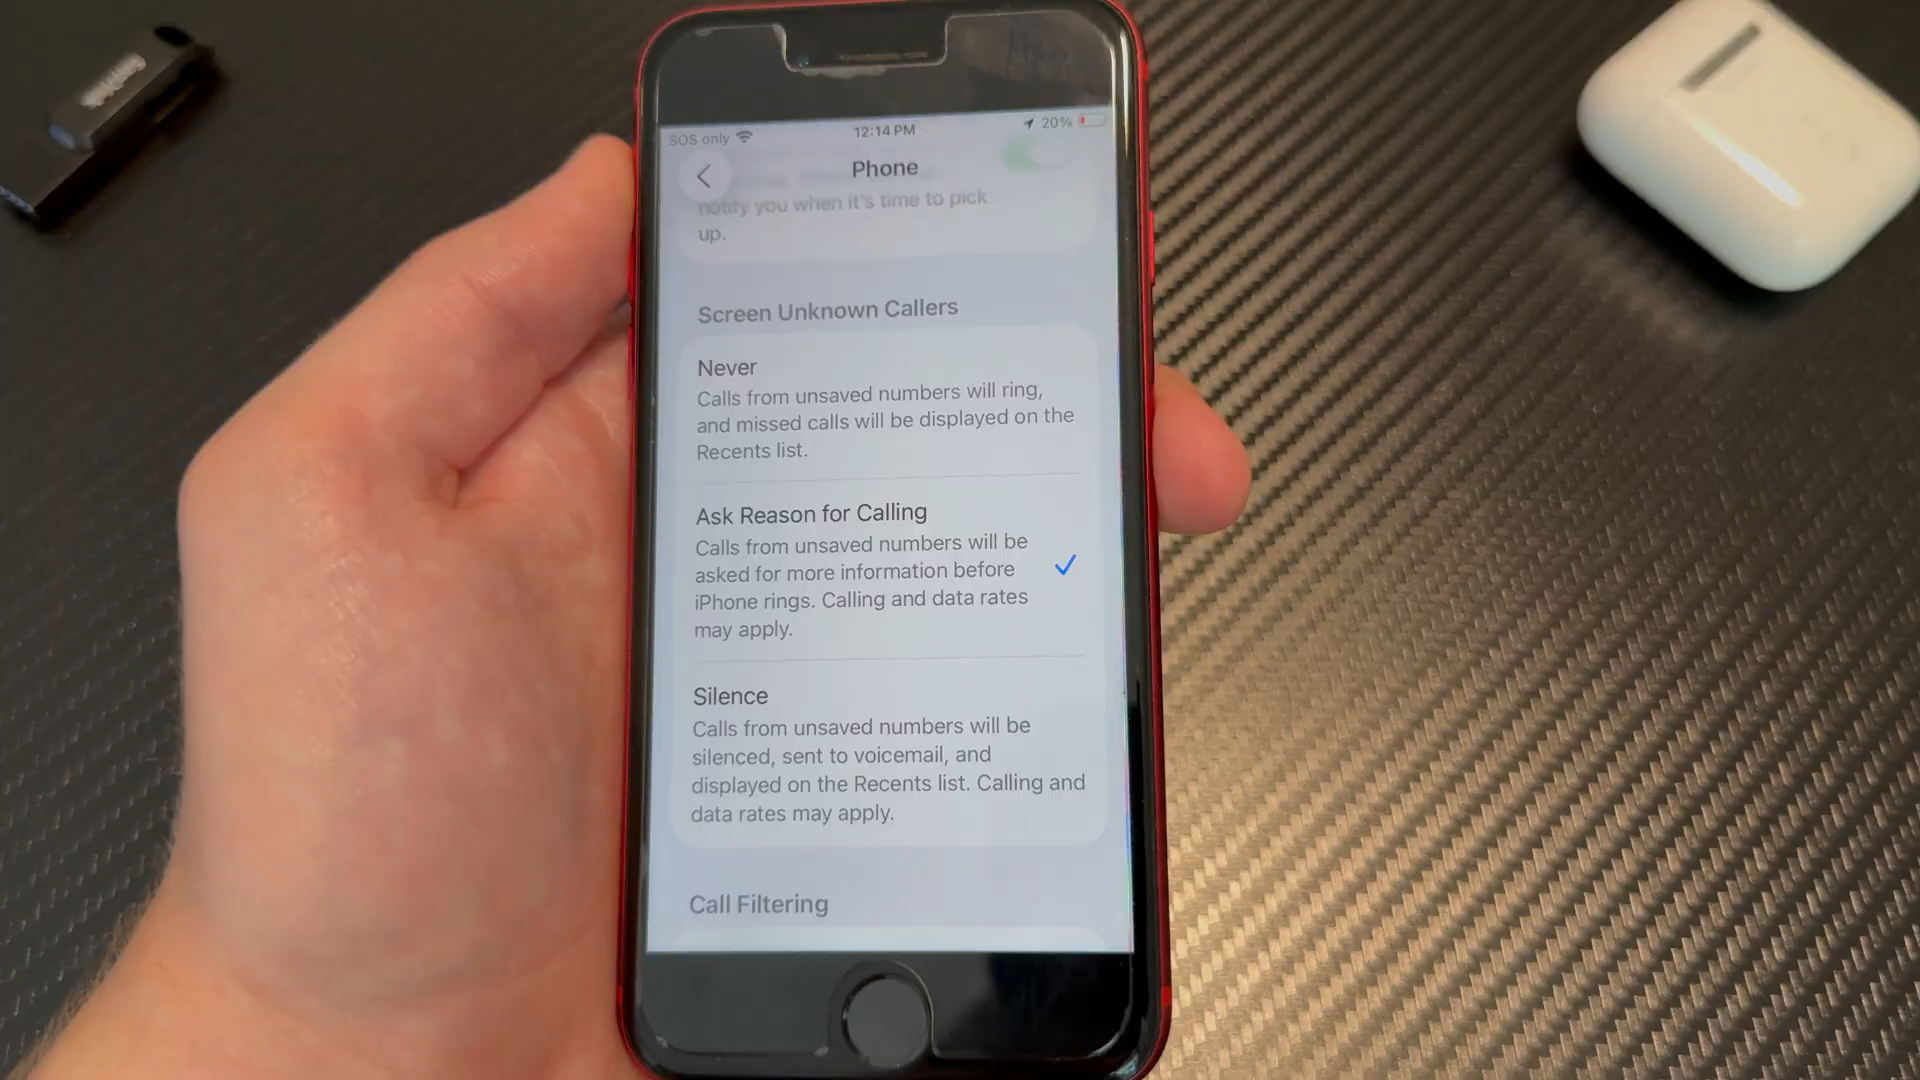 SOS only
12:14 PM
20%
Phone
notify you when it's time to pick
up.
Screen Unknown Callers
Never
Calls from unsaved numbers will ring,
and missed calls will be displayed on the
Recents list.
Ask Reason for Calling
Calls from unsaved numbers will be
asked for more information before
iPhone rings. Calling and data rates
may apply.
Silence
Calls from unsaved numbers will be
silenced, sent to voicemail, and
displayed on the Recents list. Calling and
data rates may apply.
Call Filtering